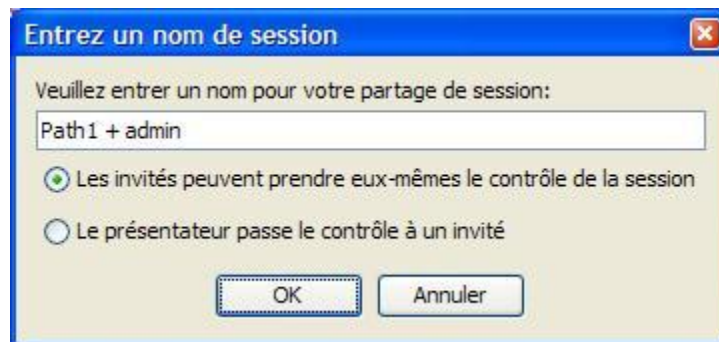 Entrez un nom de session
Veuillez entrer un nom pour votre partage de session:
Path1 + admin
Les invités peuvent prendre eux-mêmes le contrôle de la session
Le présentateur passe le contrôle à un invité
OK Annuler